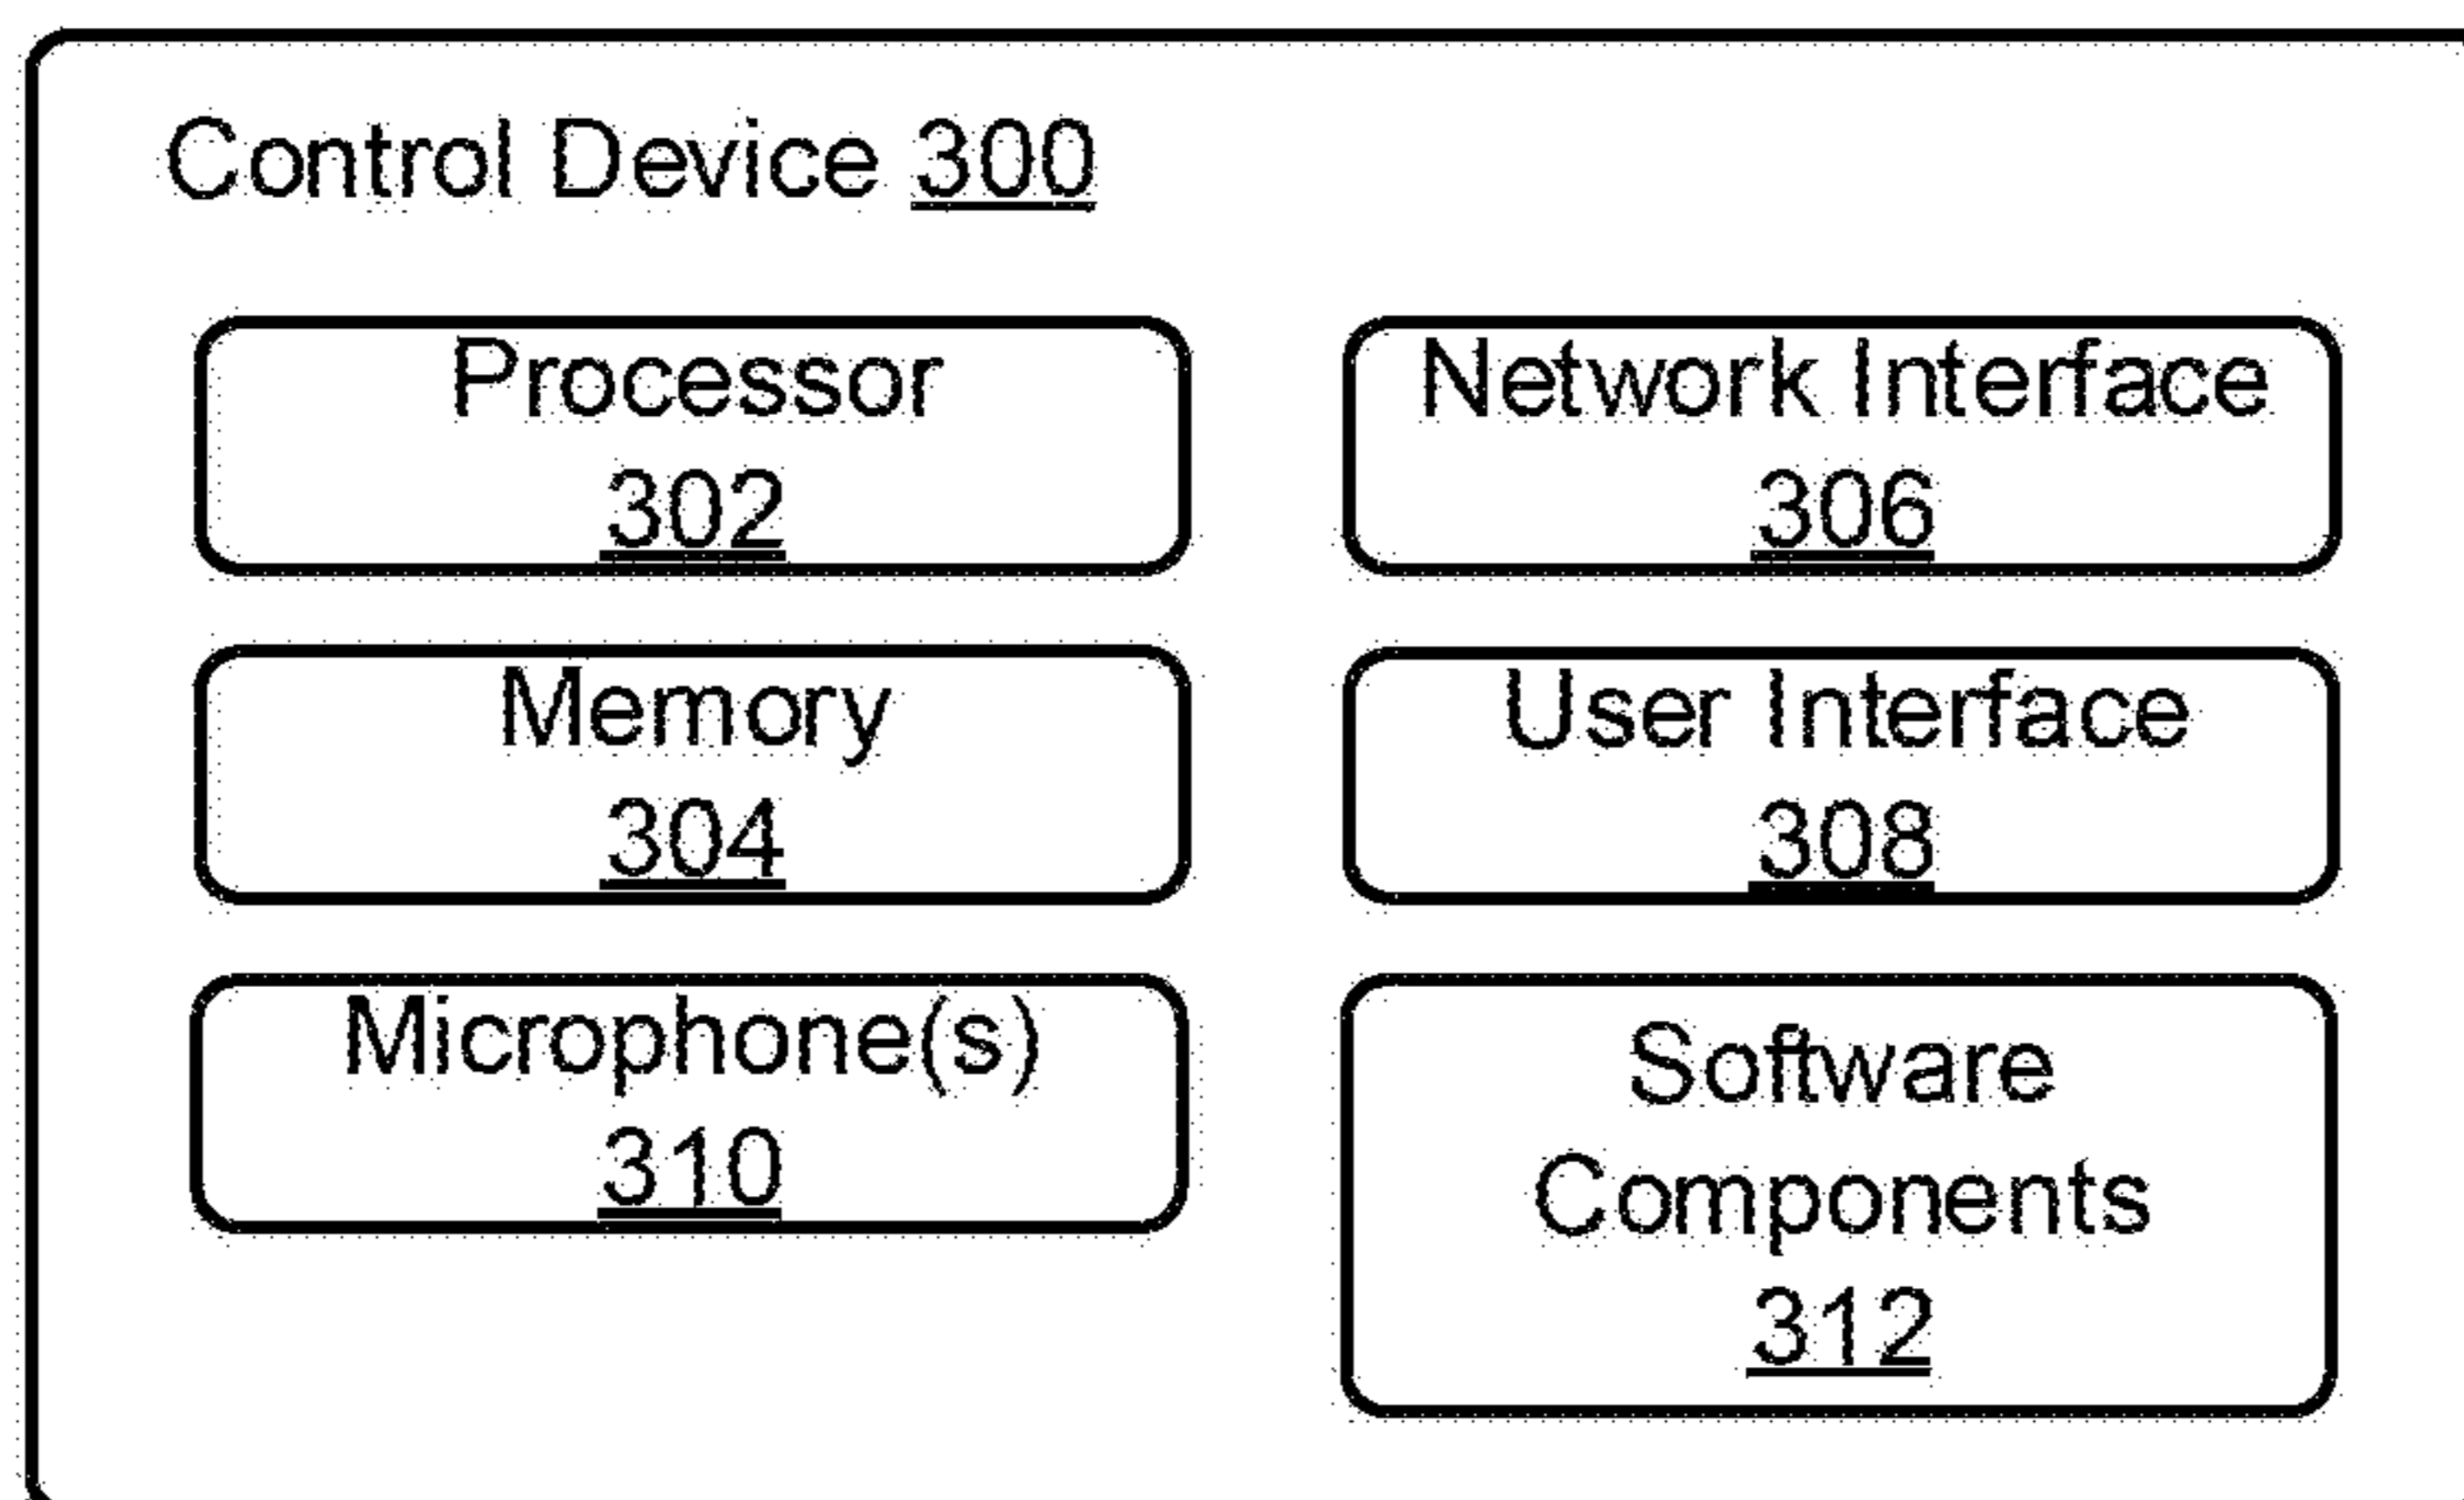 Control Device 300
Processor
302
Network Interface
306
Memory
304
User Interface
308
Microphone(s)
310
Software
Components
312